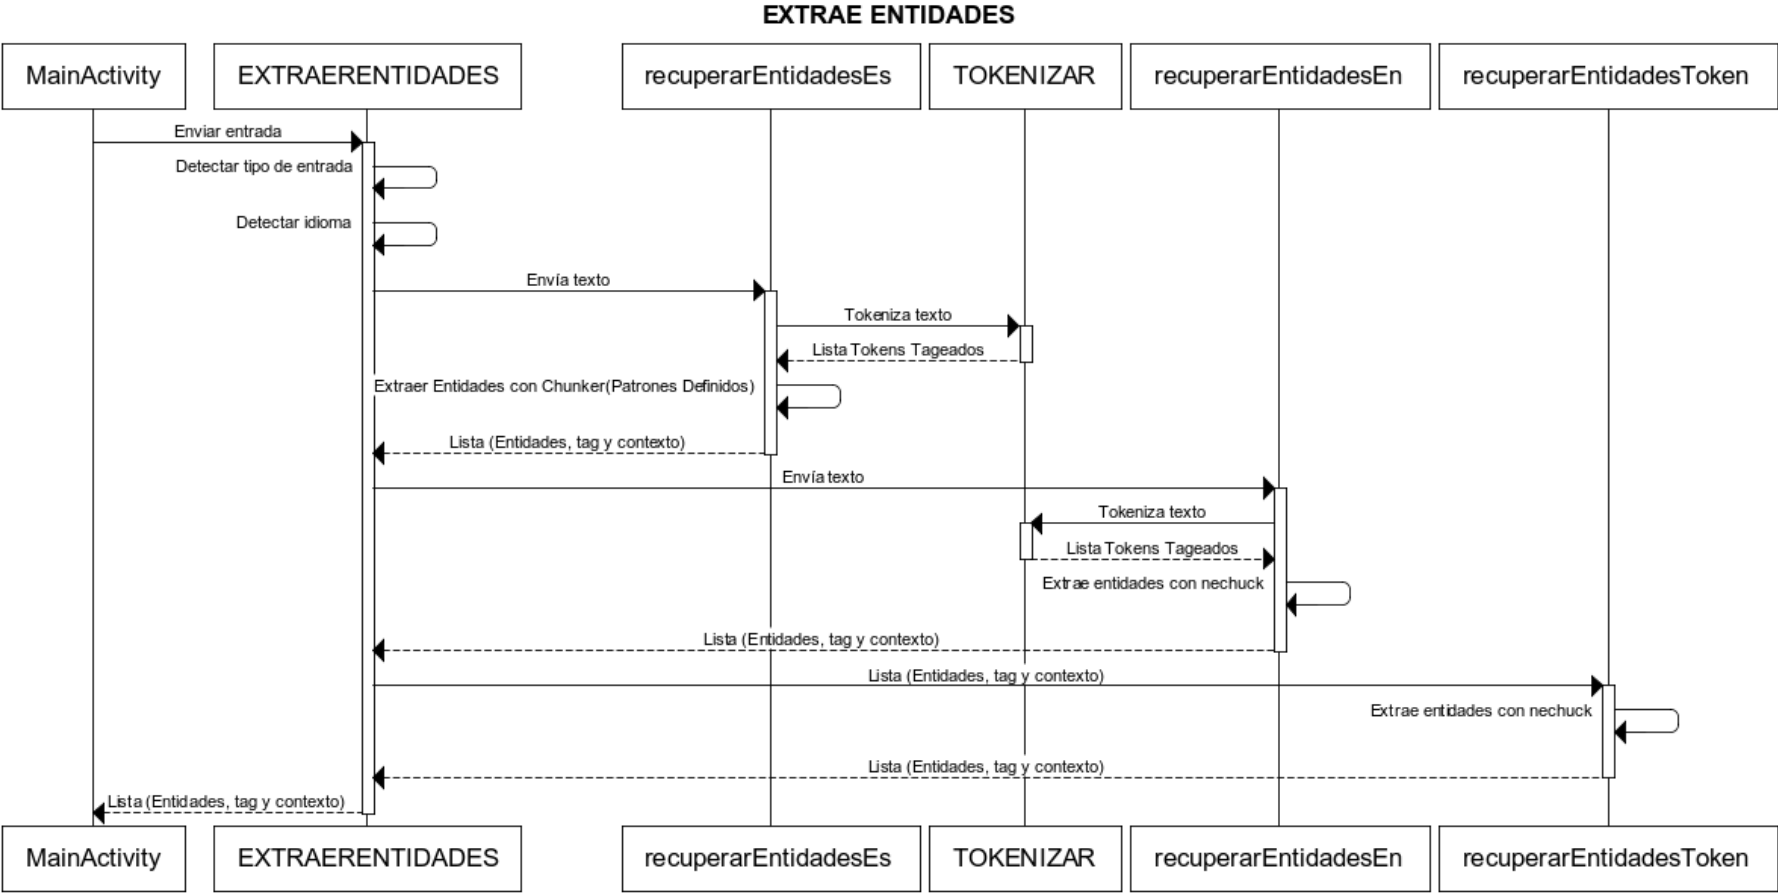 EXTRAE ENTIDADES
MainActivity
EXTRAERENTIDADES
recuperarEntidadesEs
TOKENIZAR
recuperarEntidadesEn
recuperarEntidadesToken
Enviar entrada
Detectar tipo de entrada
Detectar idioma
Envía texto
Tokeniza texto
Lista Tokens Tageados
Extraer Entidades con Chunker(Patrones Definidos)
Lista (Entidades, tag y contexto)
Envía texto
Tokeniza texto
Lista Tokens Tageados
Extrae entidades con nechuck
Lista (Entidades, tag y contexto)
Lista (Entidades, tag y contexto)
Extrae entidades con nechuck
Lista (Entidades, tag y contexto)
Lista (Entidades, tag y contexto)
MainActivity
EXTRAERENTIDADES
recuperarEntidadesEs
TOKENIZAR
recuperarEntidadesEn
recuperarEntidadesToken